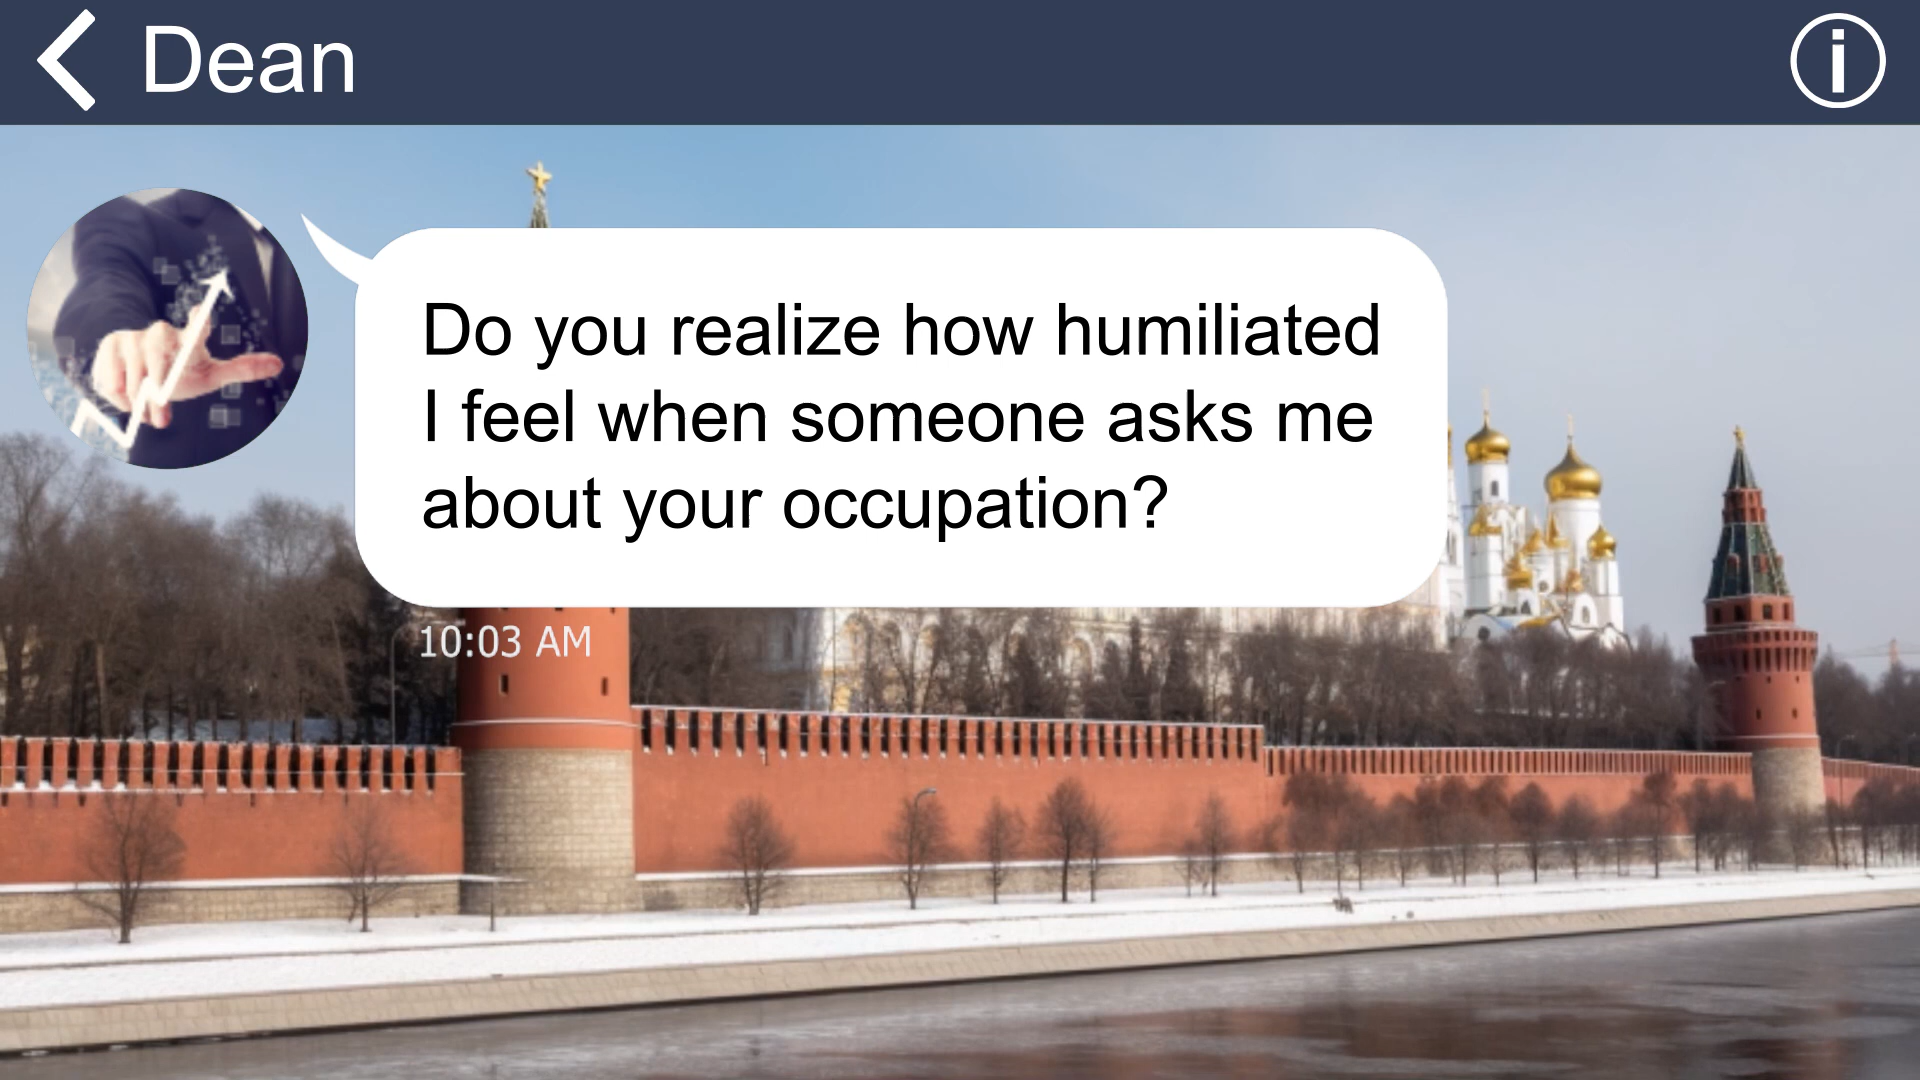 Dean
Do you realize how humiliated
I feel when someone asks me
about your occupation?
10:03 AM